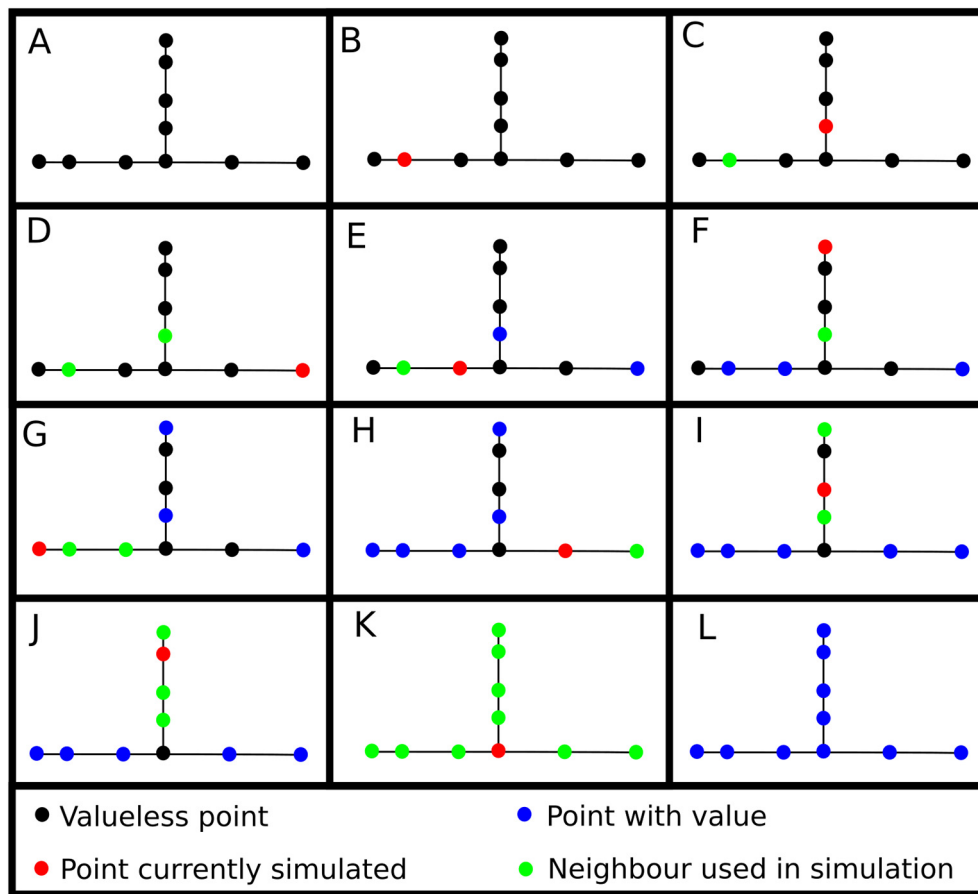 A
B
C
D
E
F
G
H
I
J
K
L
Valueless point
Point with value
Point currently simulated
Neighbour used in simulation